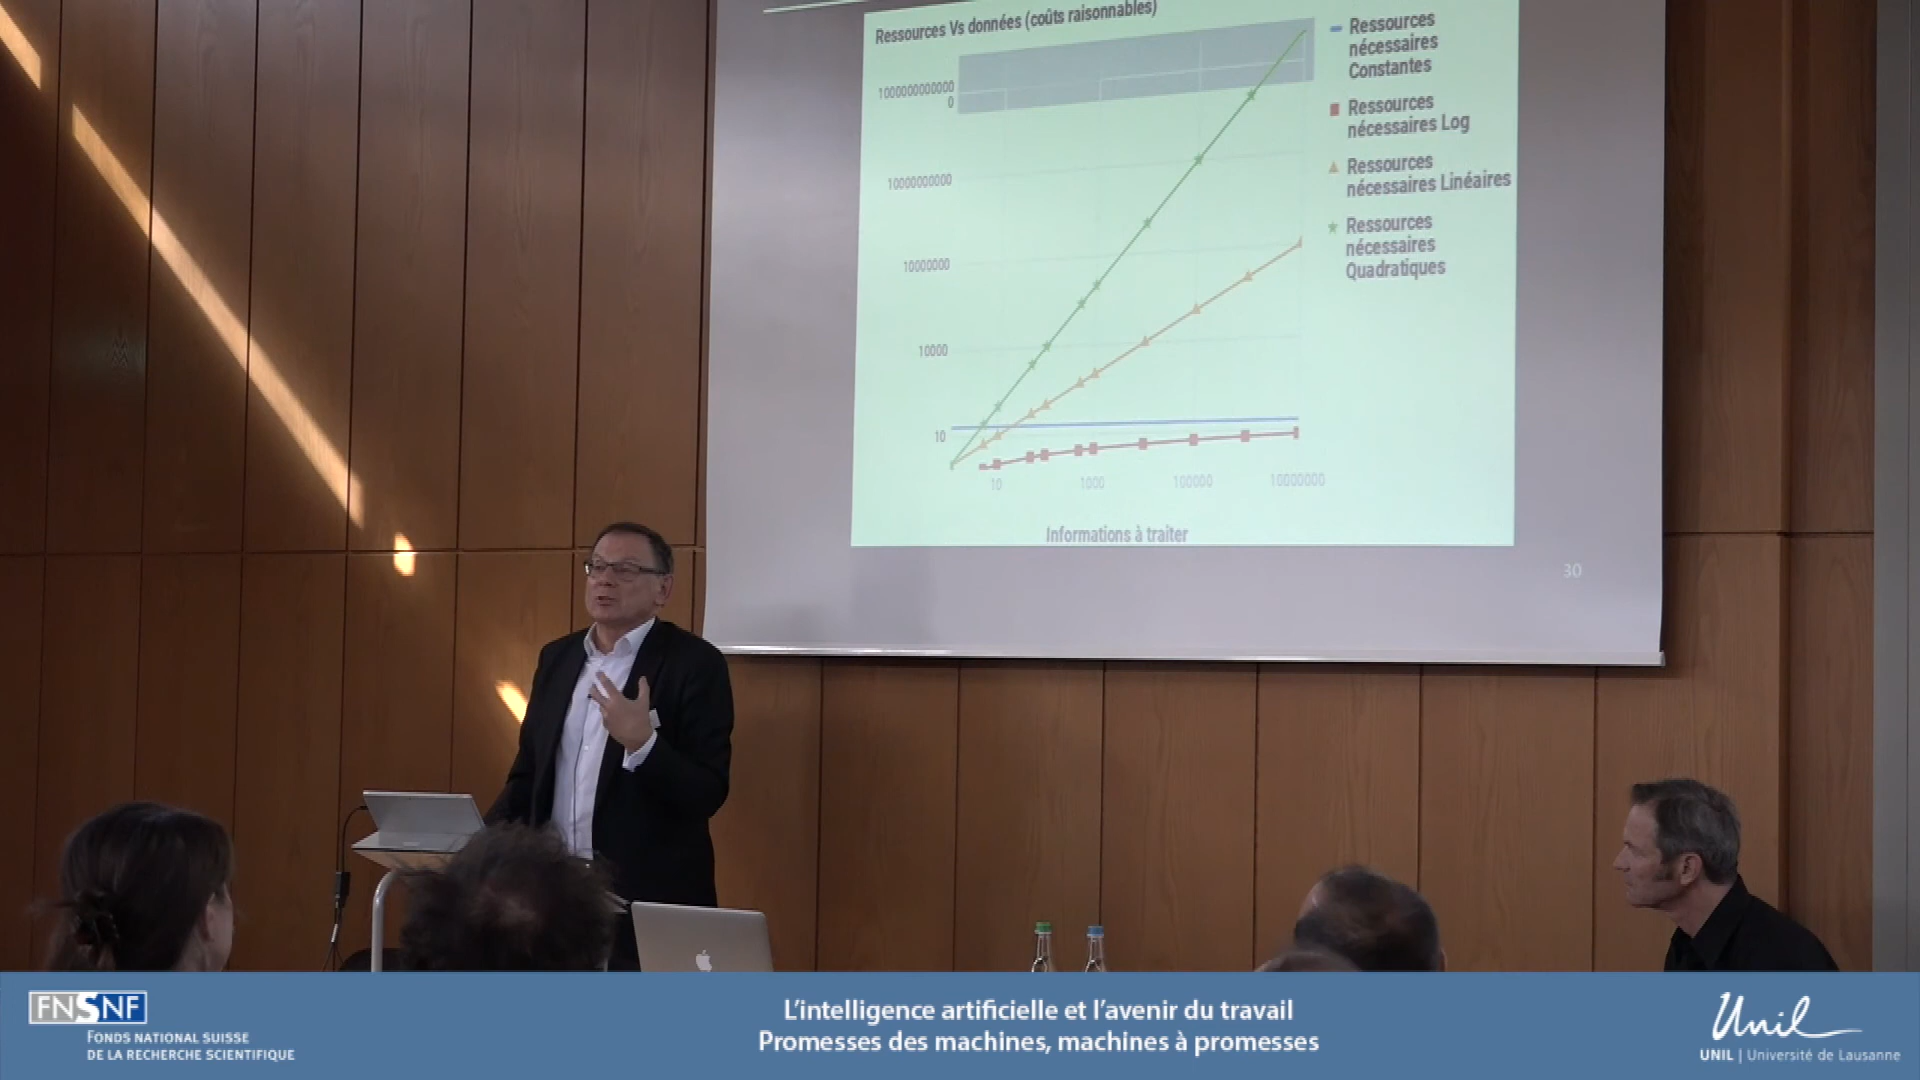 Ressources Vs données (coûts raisonnables)
1000000000000
0
10000000000
10000000
10000
10
10
1000
100000
10000000
Informations à traiter
Ressources
nécessaires
Constantes
Ressources
nécessaires Log
Ressources
nécessaires Linéaires
Ressources
nécessaires
Quadratiques
30
FNSNF
FONDS NATIONAL SUISSE
DE LA RECHERCHE SCIENTIFIQUE
L'intelligence artificielle et l'avenir du travail
Promesses des machines, machines à promesses
Unil
UNIL | Université de Lausanne